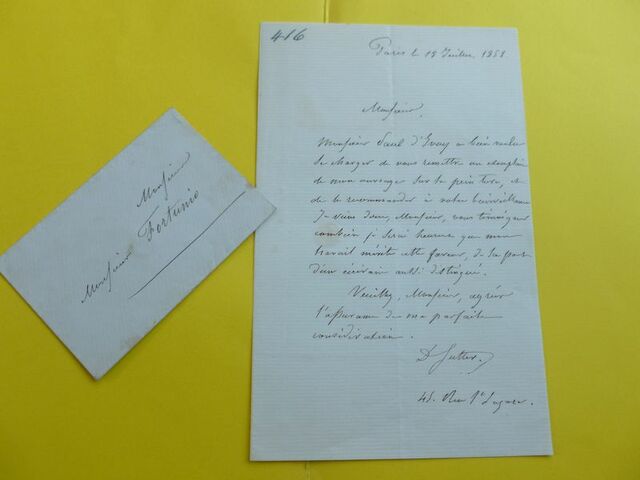 416
Paris le 15 Juillet 1858
Monsieur,
Monsieur Paul d'Ivoy a bien voulu
se charger de vous remettre un exemplaire
de mon ouvrage sur la peinture, et
de le recommander à votre bienveillance
Je viens donc, Monsieur, vous témoigner
combien je serai heureux que mon
travail mérite cette faveur, de la part
d'un écrivain aussi distingué.
Veuillez, Monsieur, agréer
l'assurance de ma parfaite
considération.
D Sutter
45. Rue St Lazare.
Monsieur
Monsieur Fortunio